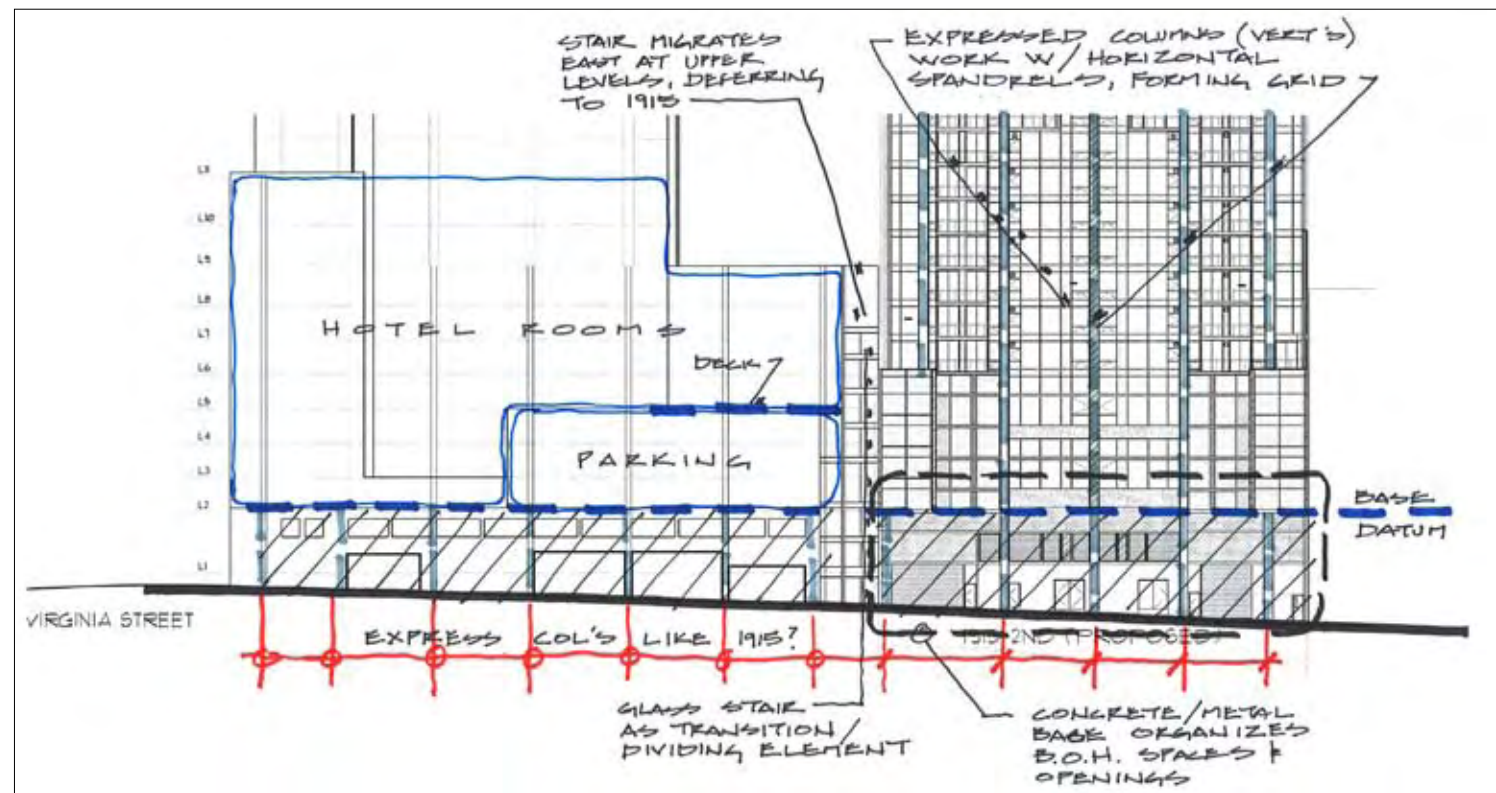 STAIR MIGRATES
EAST AT UPPER
LEVELS, DEFERRING
TO 1915
EXPRESSED COLUMNS (VERT'S)
WORK W/ HORIZONTAL
SPANDRELS, FORMING GRID
L10
L9
L8
L7
L6
L5
L4
L3
L2
L1
HOTEL ROOMS
DECK
PARKING
BASE
DATUM
VIRGINIA STREET
EXPRESS COL'S LIKE 1915?
2ND (PROPOSED)
GLASS STAIR
AS TRANSITION/
DIVIDING ELEMENT
CONCRETE/METAL
BASE ORGANIZES
B.O.H. SPACES &
OPENINGS